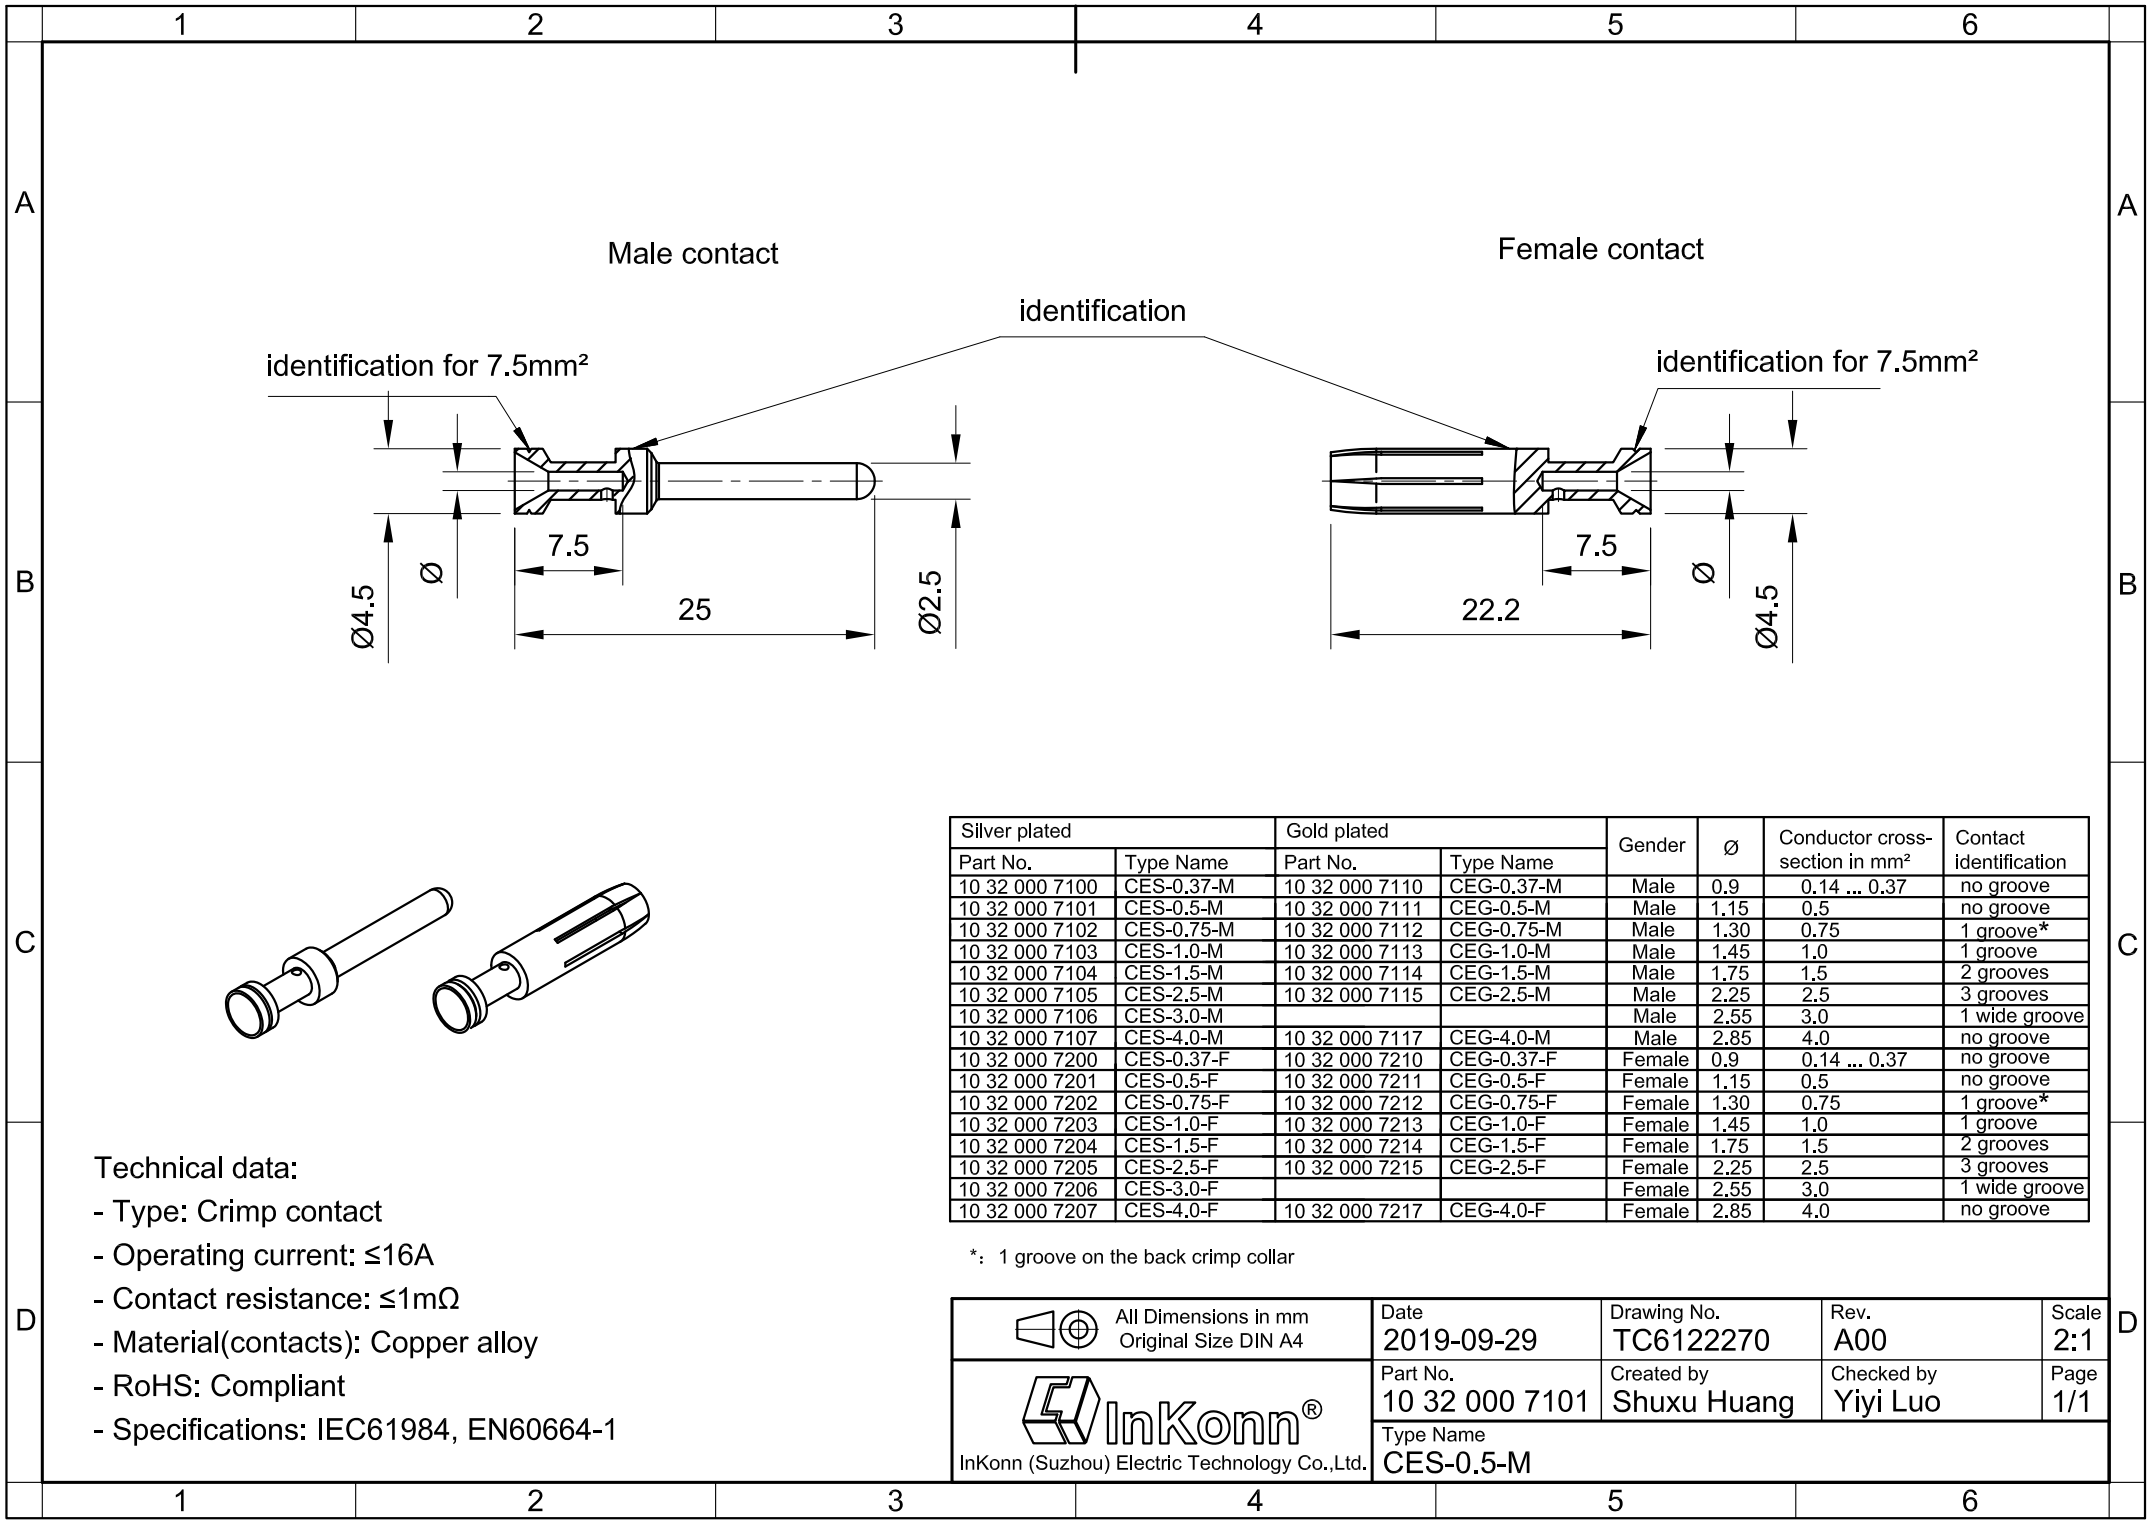 1 2 3 4 5 6
A A
Male contact
Female contact
identification
identification for 7.5mm²
identification for 7.5mm²
7.5
7.5
Ø
Ø
B B
Ø4.5
25
Ø2.5
22.2
Ø4.5
Silver plated Gold plated Gender Ø Conductor cross-section in mm² Contact identification
Part No. Type Name Part No. Type Name
10 32 000 7100 CES-0.37-M 10 32 000 7110 CEG-0.37-M Male 0.9 0.14 ... 0.37 no groove
10 32 000 7101 CES-0.5-M 10 32 000 7111 CEG-0.5-M Male 1.15 0.5 no groove
10 32 000 7102 CES-0.75-M 10 32 000 7112 CEG-0.75-M Male 1.30 0.75 1 groove*
10 32 000 7103 CES-1.0-M 10 32 000 7113 CEG-1.0-M Male 1.45 1.0 1 groove
10 32 000 7104 CES-1.5-M 10 32 000 7114 CEG-1.5-M Male 1.75 1.5 2 grooves
10 32 000 7105 CES-2.5-M 10 32 000 7115 CEG-2.5-M Male 2.25 2.5 3 grooves
10 32 000 7106 CES-3.0-M Male 2.55 3.0 1 wide groove
10 32 000 7107 CES-4.0-M 10 32 000 7117 CEG-4.0-M Male 2.85 4.0 no groove
10 32 000 7200 CES-0.37-F 10 32 000 7210 CEG-0.37-F Female 0.9 0.14 ... 0.37 no groove
10 32 000 7201 CES-0.5-F 10 32 000 7211 CEG-0.5-F Female 1.15 0.5 no groove
10 32 000 7202 CES-0.75-F 10 32 000 7212 CEG-0.75-F Female 1.30 0.75 1 groove*
10 32 000 7203 CES-1.0-F 10 32 000 7213 CEG-1.0-F Female 1.45 1.0 1 groove
10 32 000 7204 CES-1.5-F 10 32 000 7214 CEG-1.5-F Female 1.75 1.5 2 grooves
10 32 000 7205 CES-2.5-F 10 32 000 7215 CEG-2.5-F Female 2.25 2.5 3 grooves
10 32 000 7206 CES-3.0-F Female 2.55 3.0 1 wide groove
10 32 000 7207 CES-4.0-F 10 32 000 7217 CEG-4.0-F Female 2.85 4.0 no groove
C C
*: 1 groove on the back crimp collar
Technical data:
- Type: Crimp contact
- Operating current: ≤16A
- Contact resistance: ≤1mΩ
- Material(contacts): Copper alloy
- RoHS: Compliant
- Specifications: IEC61984, EN60664-1
D D
All Dimensions in mm
Original Size DIN A4
Date
2019-09-29
Drawing No.
TC6122270
Rev.
A00
Scale
2:1
InKonn®
InKonn (Suzhou) Electric Technology Co.,Ltd.
Part No.
10 32 000 7101
Created by
Shuxu Huang
Checked by
Yiyi Luo
Page
1/1
Type Name
CES-0.5-M
1 2 3 4 5 6